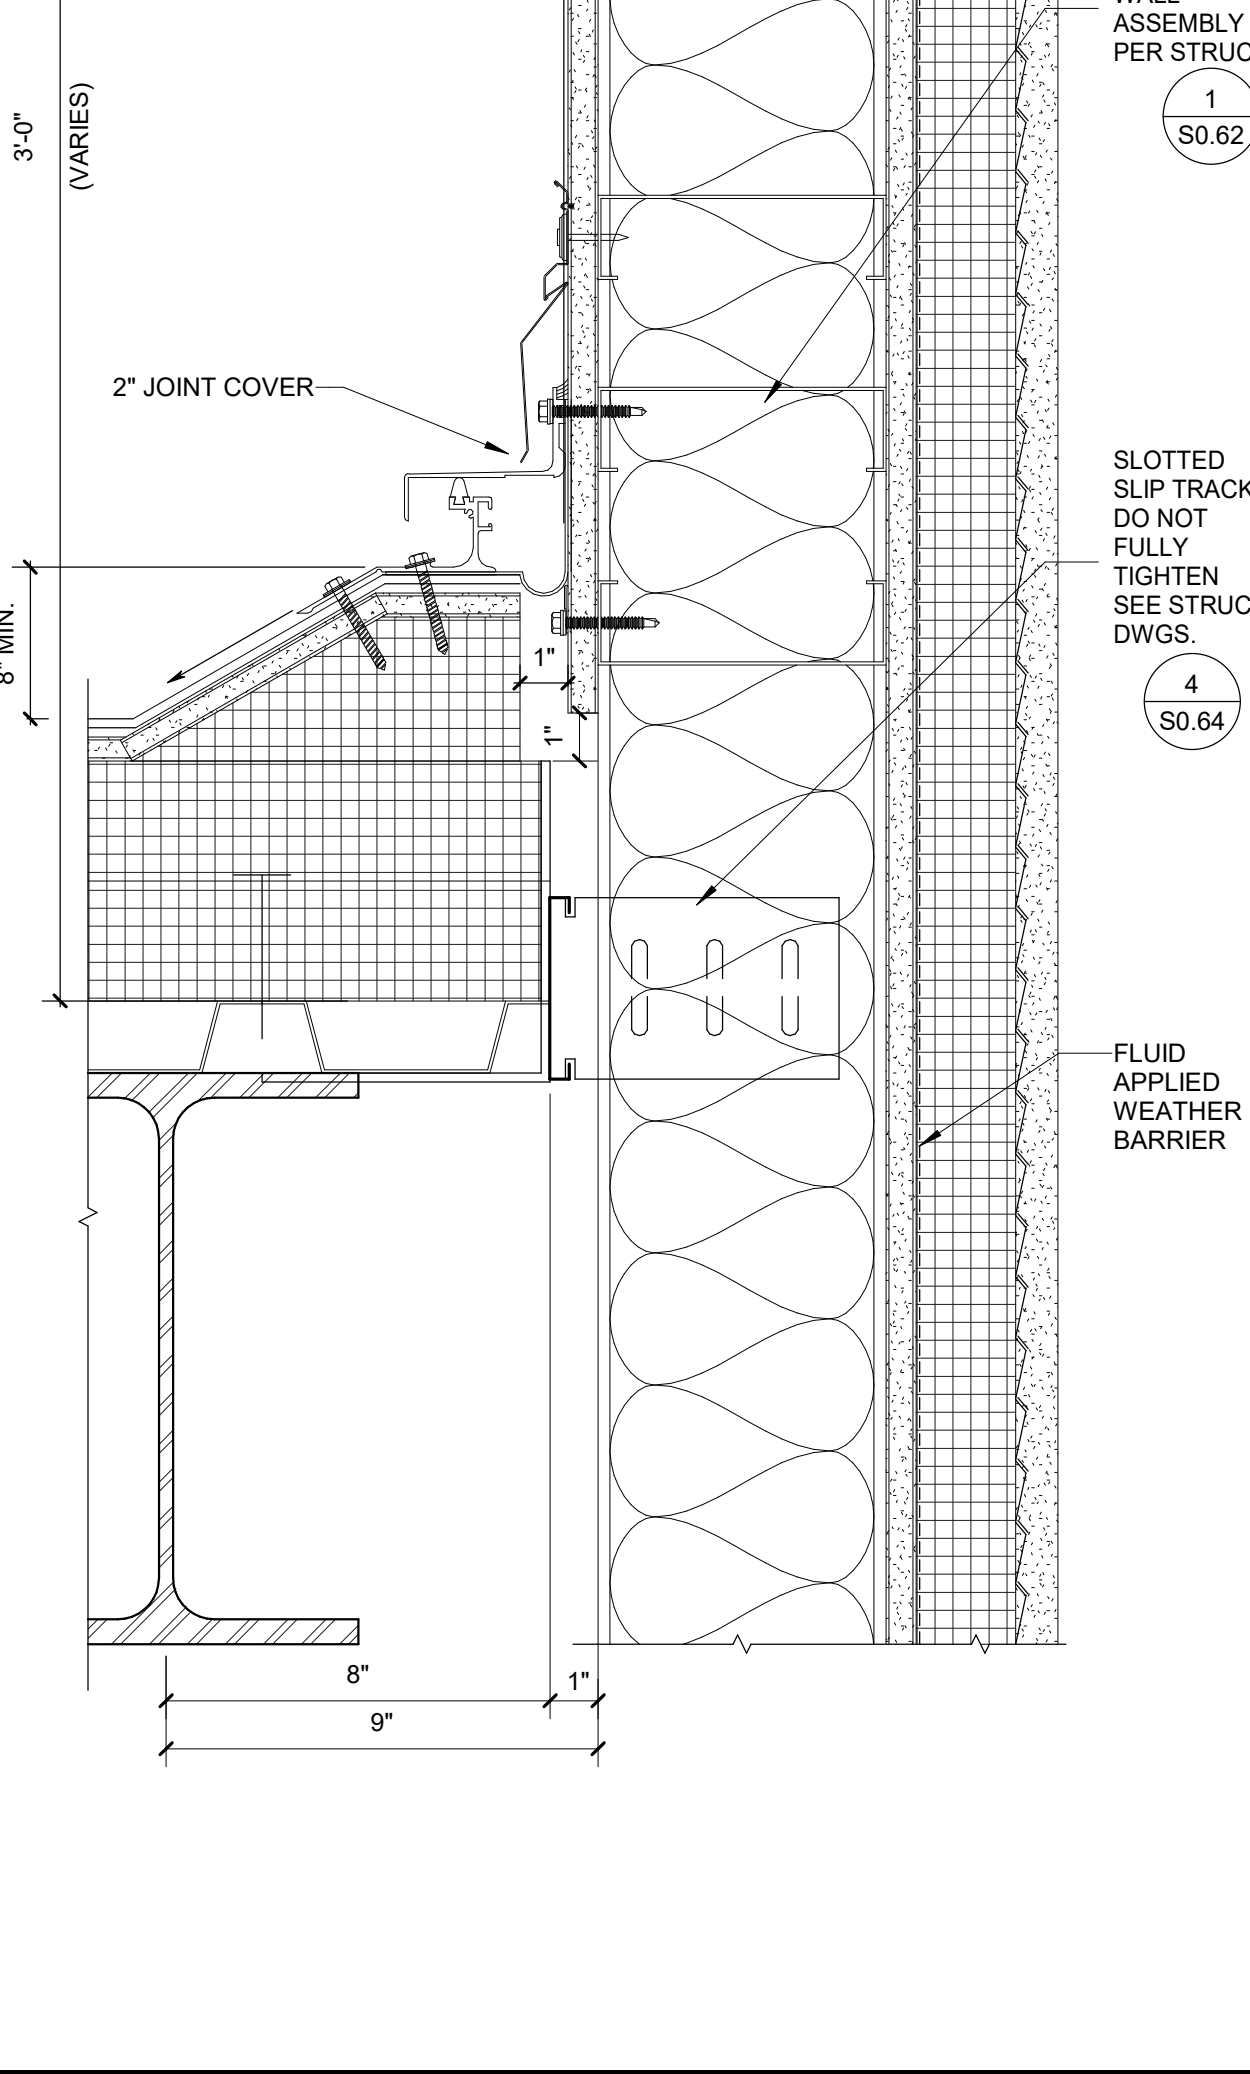 ASSEMBLY
PER STRUC
1
S0.62
3'-0"
(VARIES)
2" JOINT COVER
SLOTTED
SLIP TRACK
DO NOT
FULLY
TIGHTEN
SEE STRUC
DWGS.
4
S0.64
8" MIN.
1"
1"
FLUID
APPLIED
WEATHER
BARRIER
8"
1"
9"